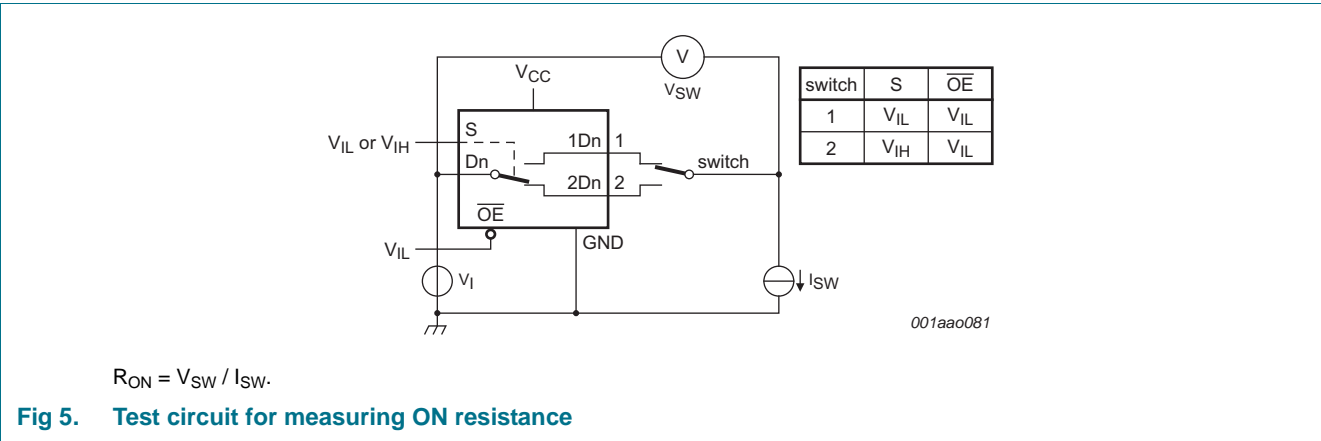 V
VSW
VCC
switch S OE
1 VIL VIL
2 VIH VIL
VIL or VIH
S
1Dn 1
Dn
switch
2Dn 2
OE
GND
VIL
VI
ISW
001aao081
RON = VSW / ISW.
Fig 5. Test circuit for measuring ON resistance